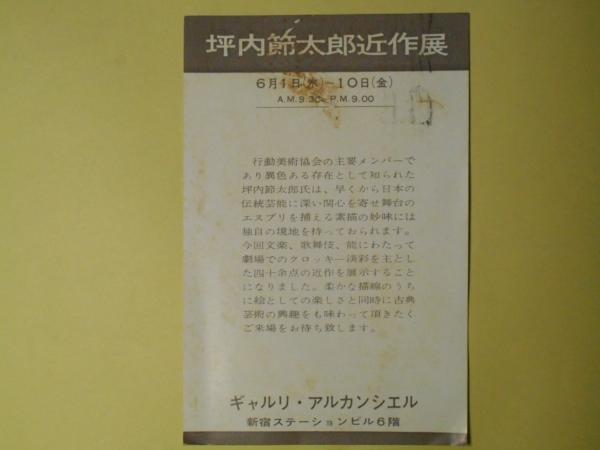 坪内節太郎近作展
6月1日(水)―10日(金)
A.M.9.30―P.M.9.00
行動美術協会の主要メンバーで
あり異色ある存在として知られた
坪内節太郎氏は、早くから日本の
伝統芸能に深い関心を寄せ舞台の
エスプリを捕える素描の妙味には
独自の境地を持っておられます。
今回文楽、歌舞伎、能にわたって
劇場でのクロッキー淡彩を主とし
た四十余点の近作を展示すること
になりました。柔かな描線のうち
に絵としての楽しさと同時に古典
芸術の興趣をも味わって頂きたく
ご来場をお待ち致します。
ギャルリ・アルカンシエル
新宿ステーションビル6階